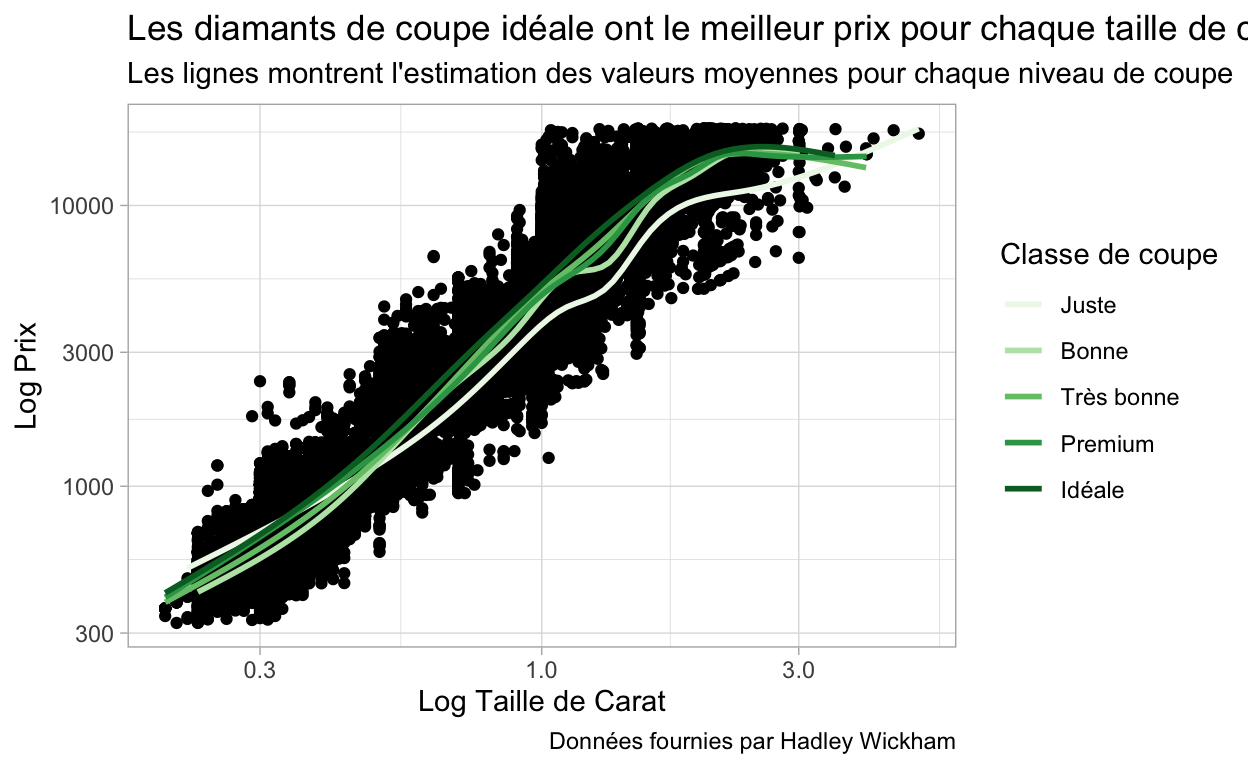 Les diamants de coupe idéale ont le meilleur prix pour chaque taille de
Les lignes montrent l'estimation des valeurs moyennes pour chaque niveau de coupe
Log Prix
10000
3000
1000
300
0.3 1.0 3.0
Log Taille de Carat
Classe de coupe
Juste
Bonne
Très bonne
Premium
Idéale
Données fournies par Hadley Wickham